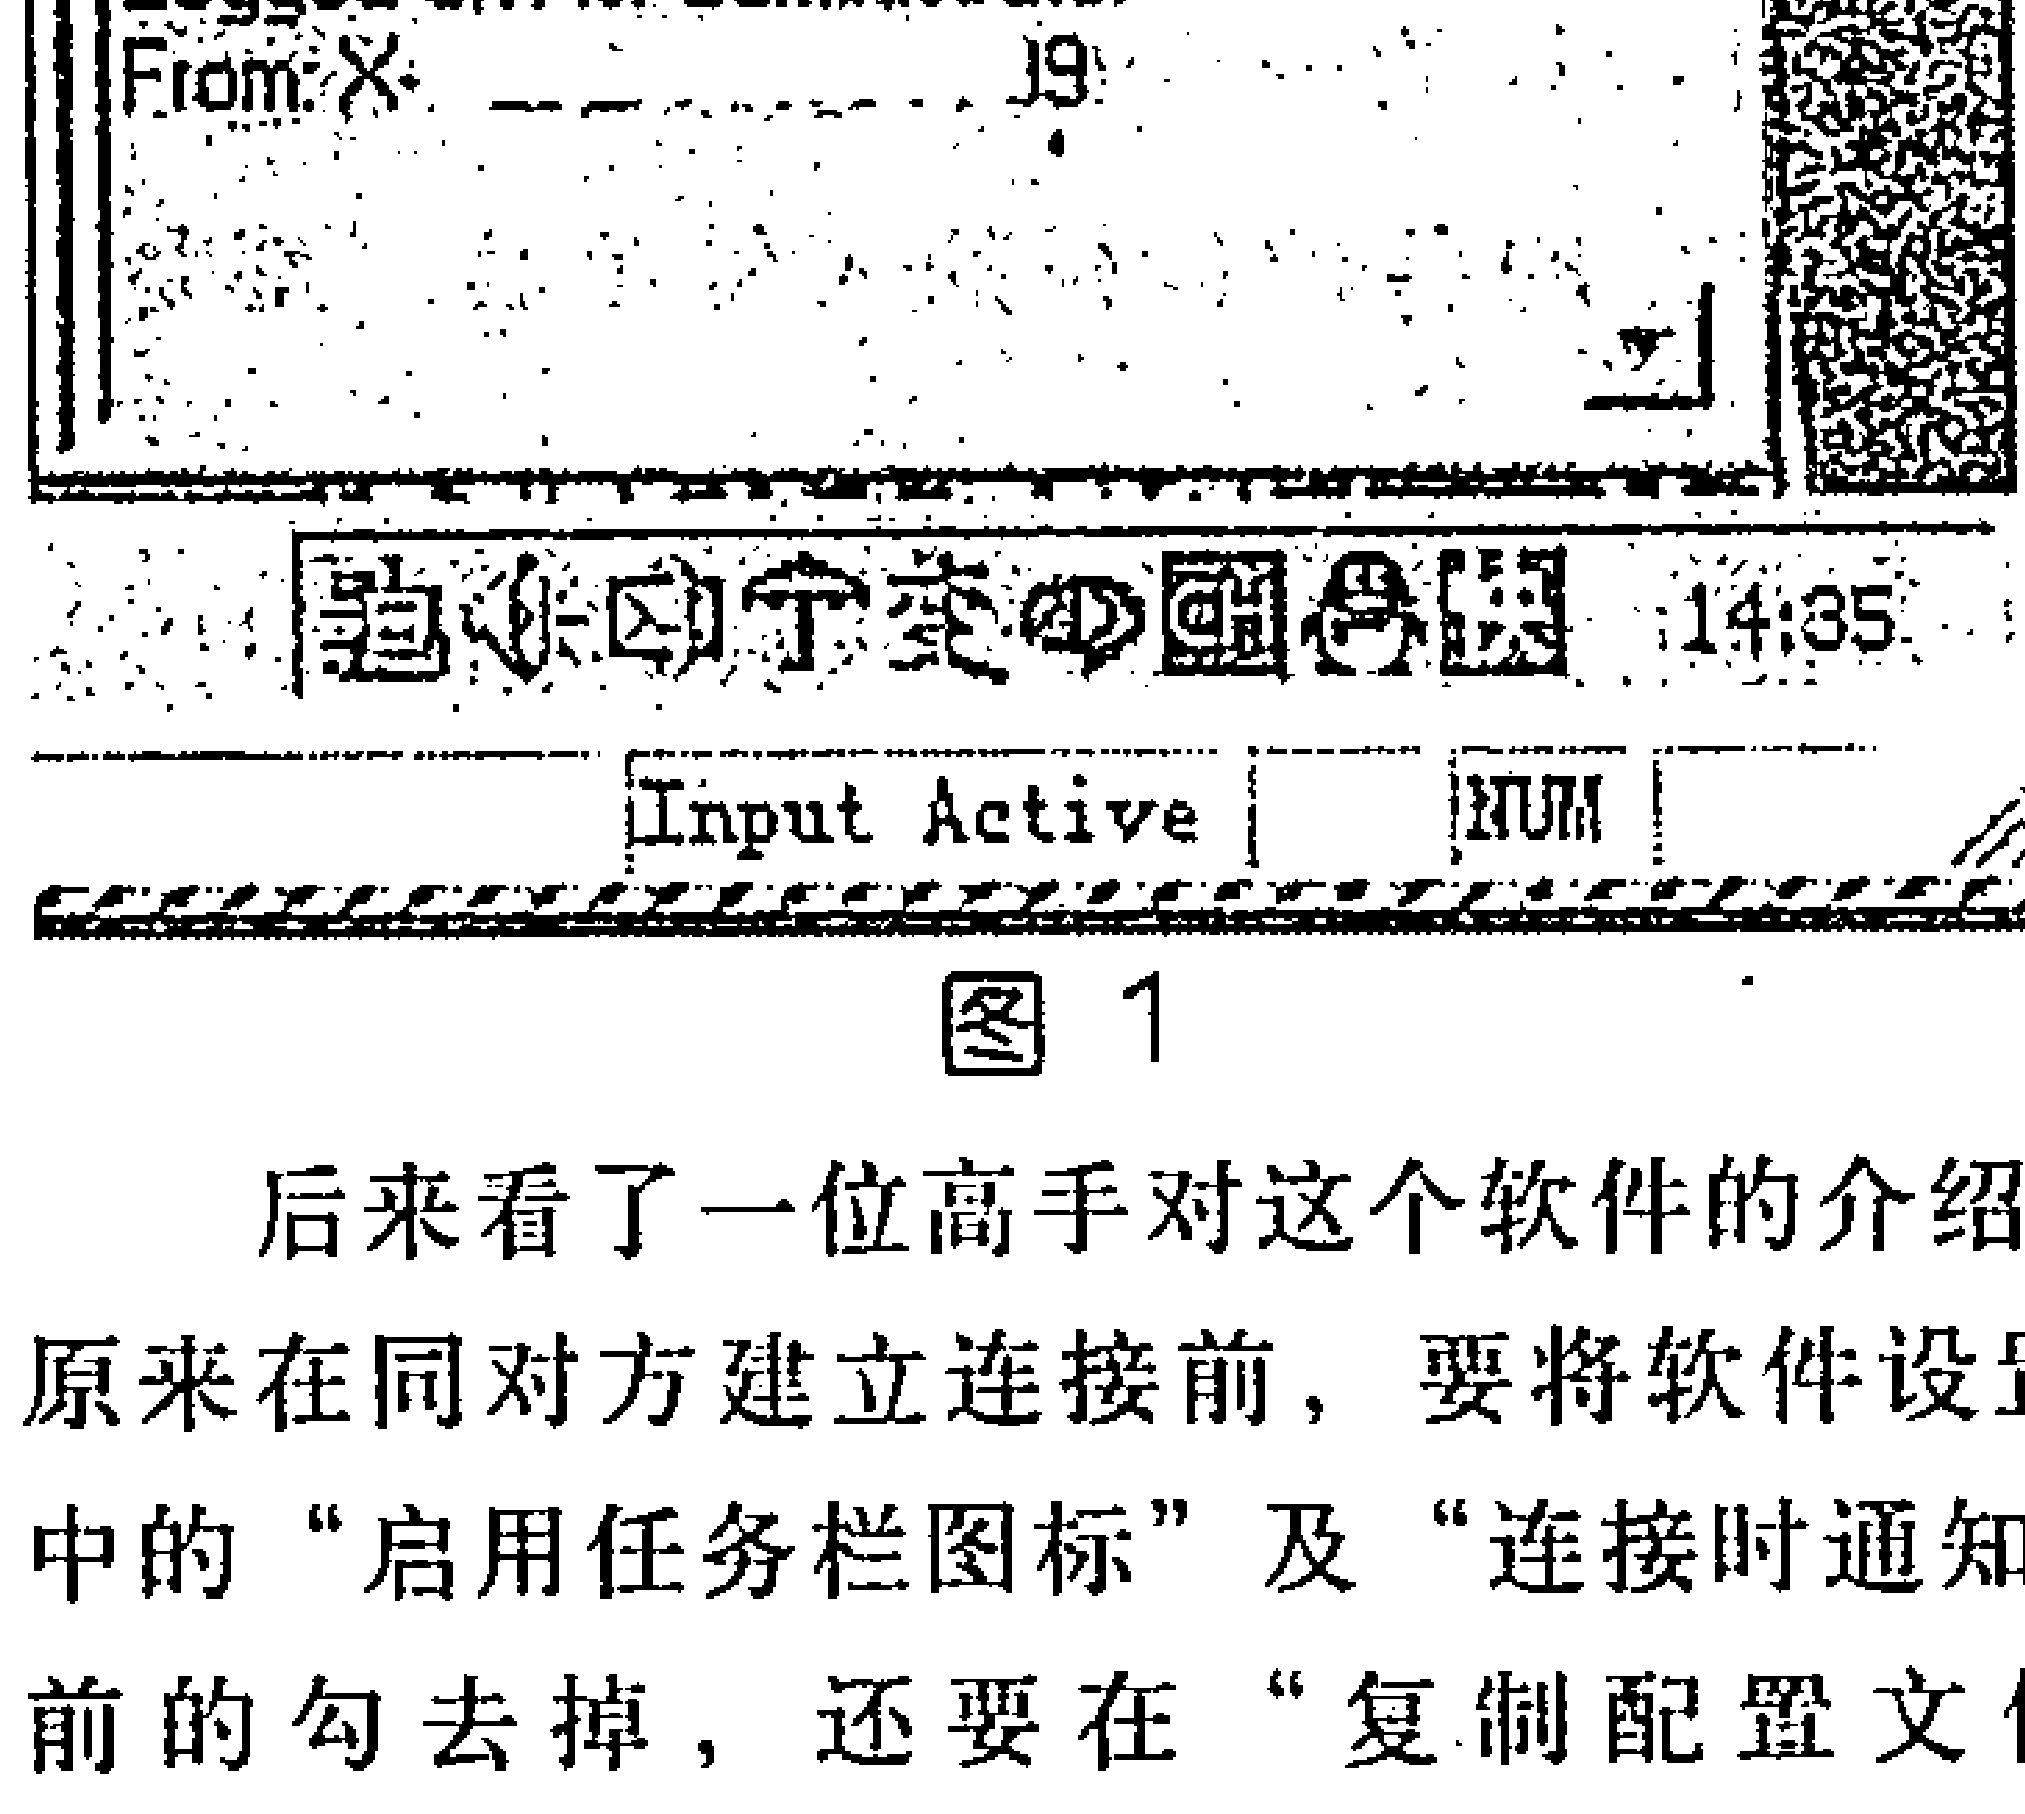 From: X
19
14:35
Input Active NUM
图 1
后来看了一位高手对这个软件的介绍
原来在同对方建立连接前，要将软件设
中的“启用任务栏图标”及“连接时通知
前的勾去掉，还要在“复制配置文